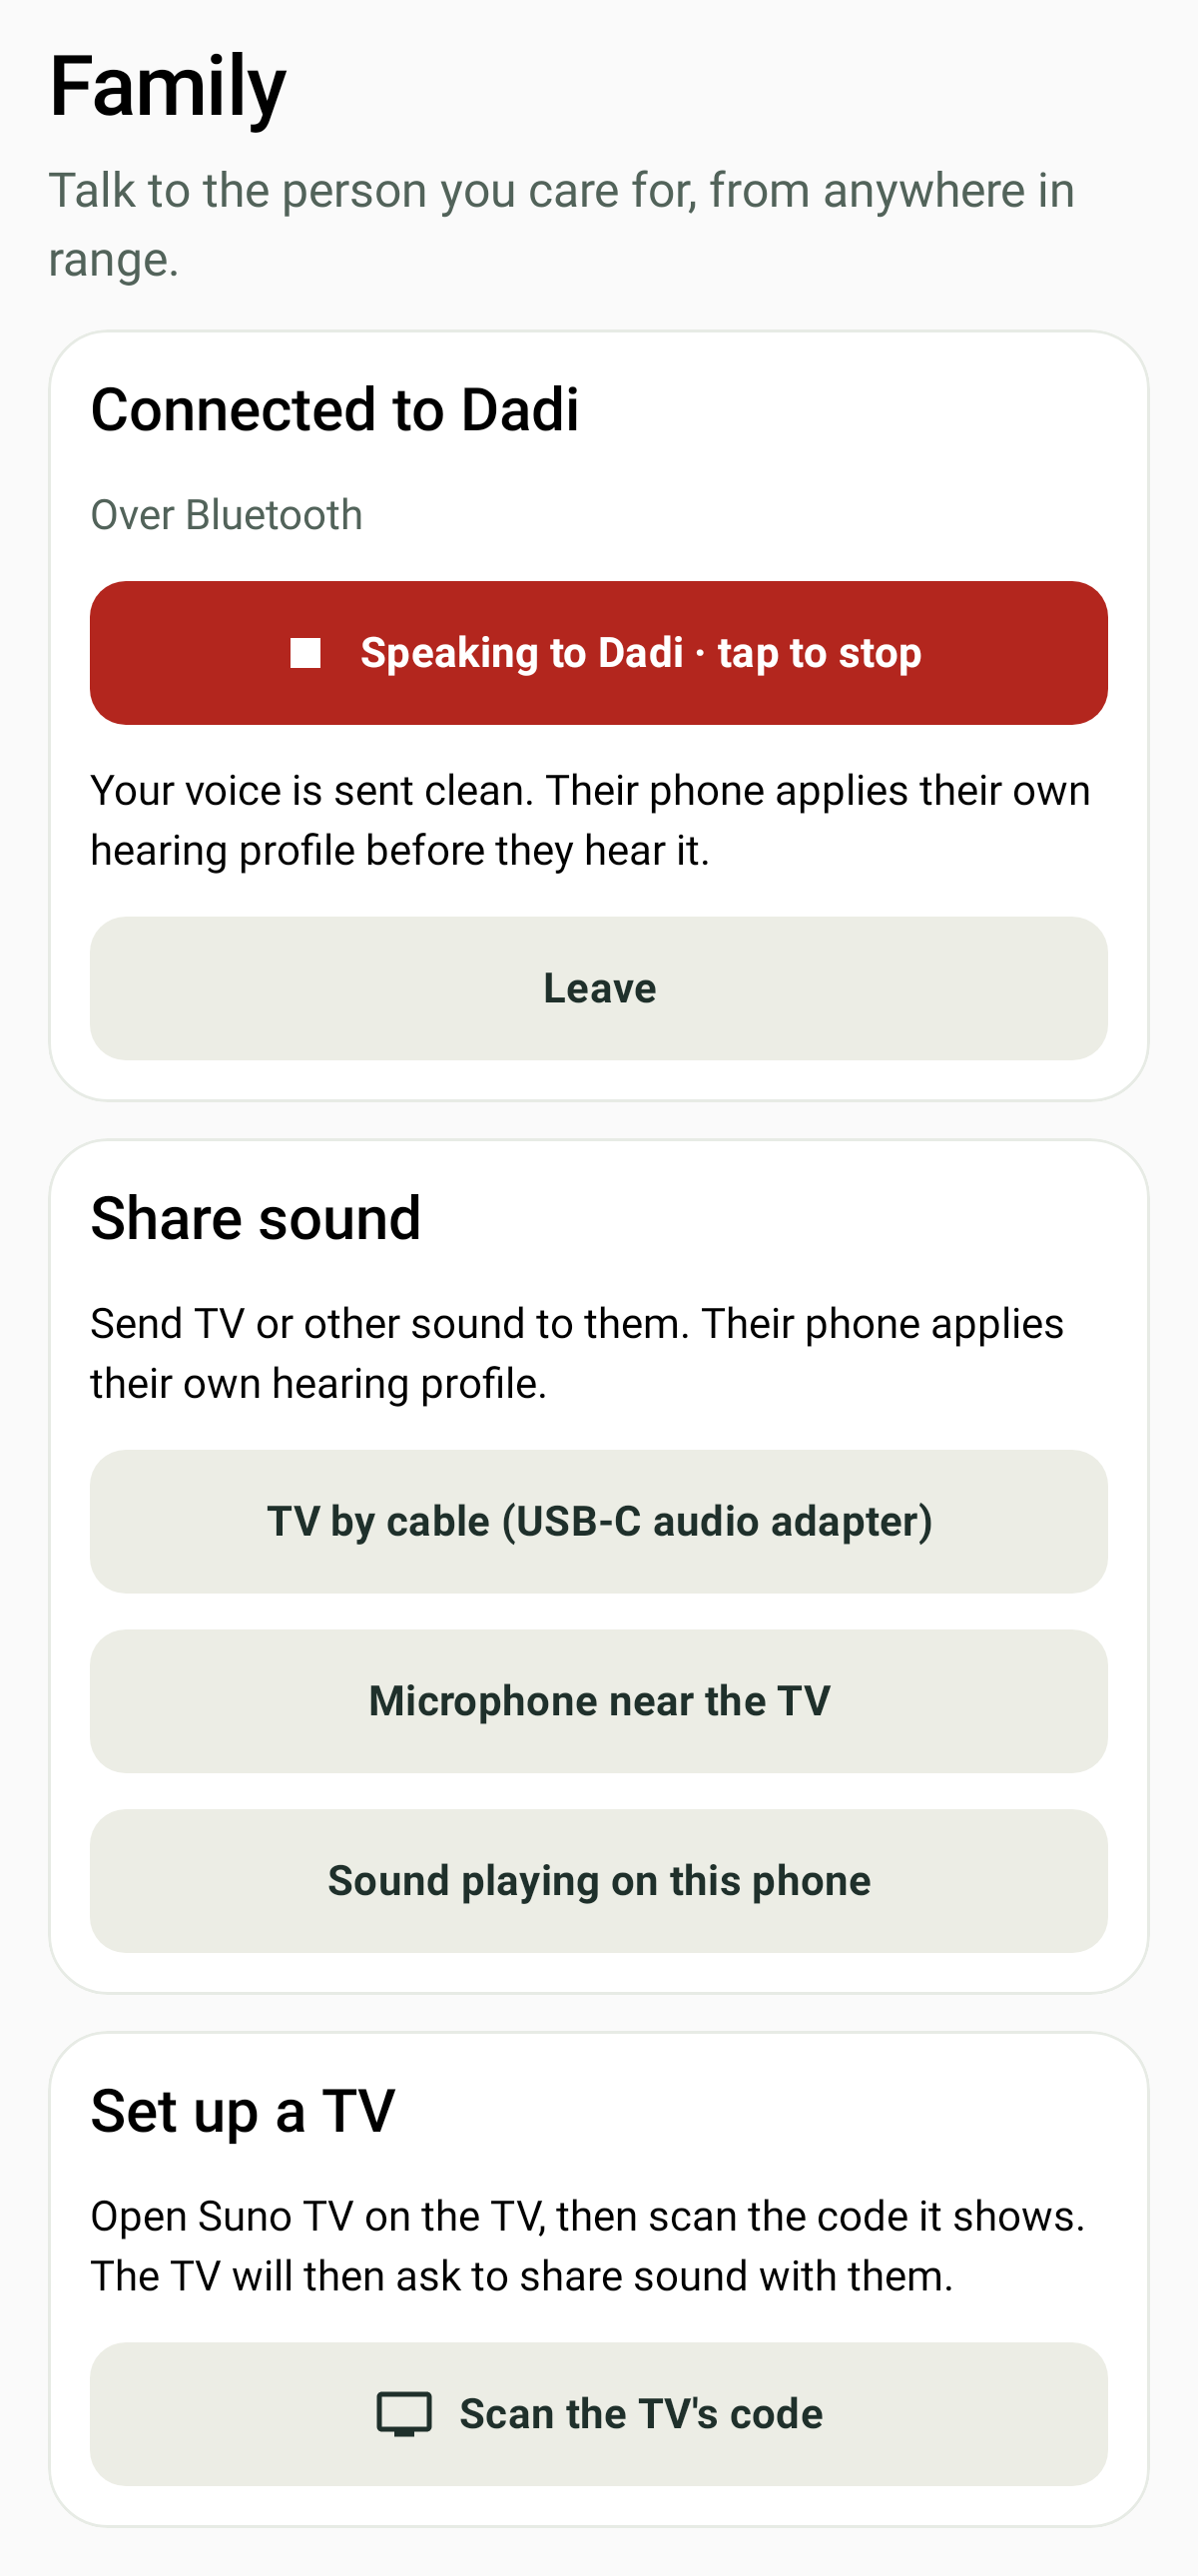 Family
Talk to the person you care for, from anywhere in
range.
Connected to Dadi
Over Bluetooth
Speaking to Dadi · tap to stop
Your voice is sent clean. Their phone applies their own
hearing profile before they hear it.
Leave
Share sound
Send TV or other sound to them. Their phone applies
their own hearing profile.
TV by cable (USB-C audio adapter)
Microphone near the TV
Sound playing on this phone
Set up a TV
Open Suno TV on the TV, then scan the code it shows.
The TV will then ask to share sound with them.
Scan the TV's code